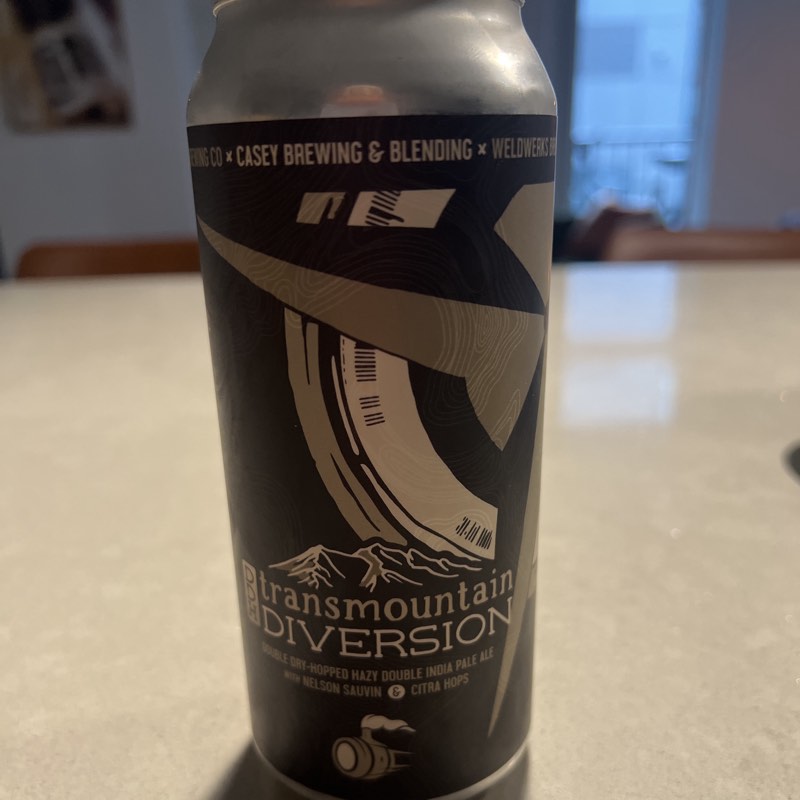 CO × CASEY BREWING & BLENDING × WELDWERKS
transmountain
DIVERSION
DOUBLE DRY-HOPPED HAZY DOUBLE INDIA PALE ALE
WITH NELSON SAUVIN & CITRA HOPS